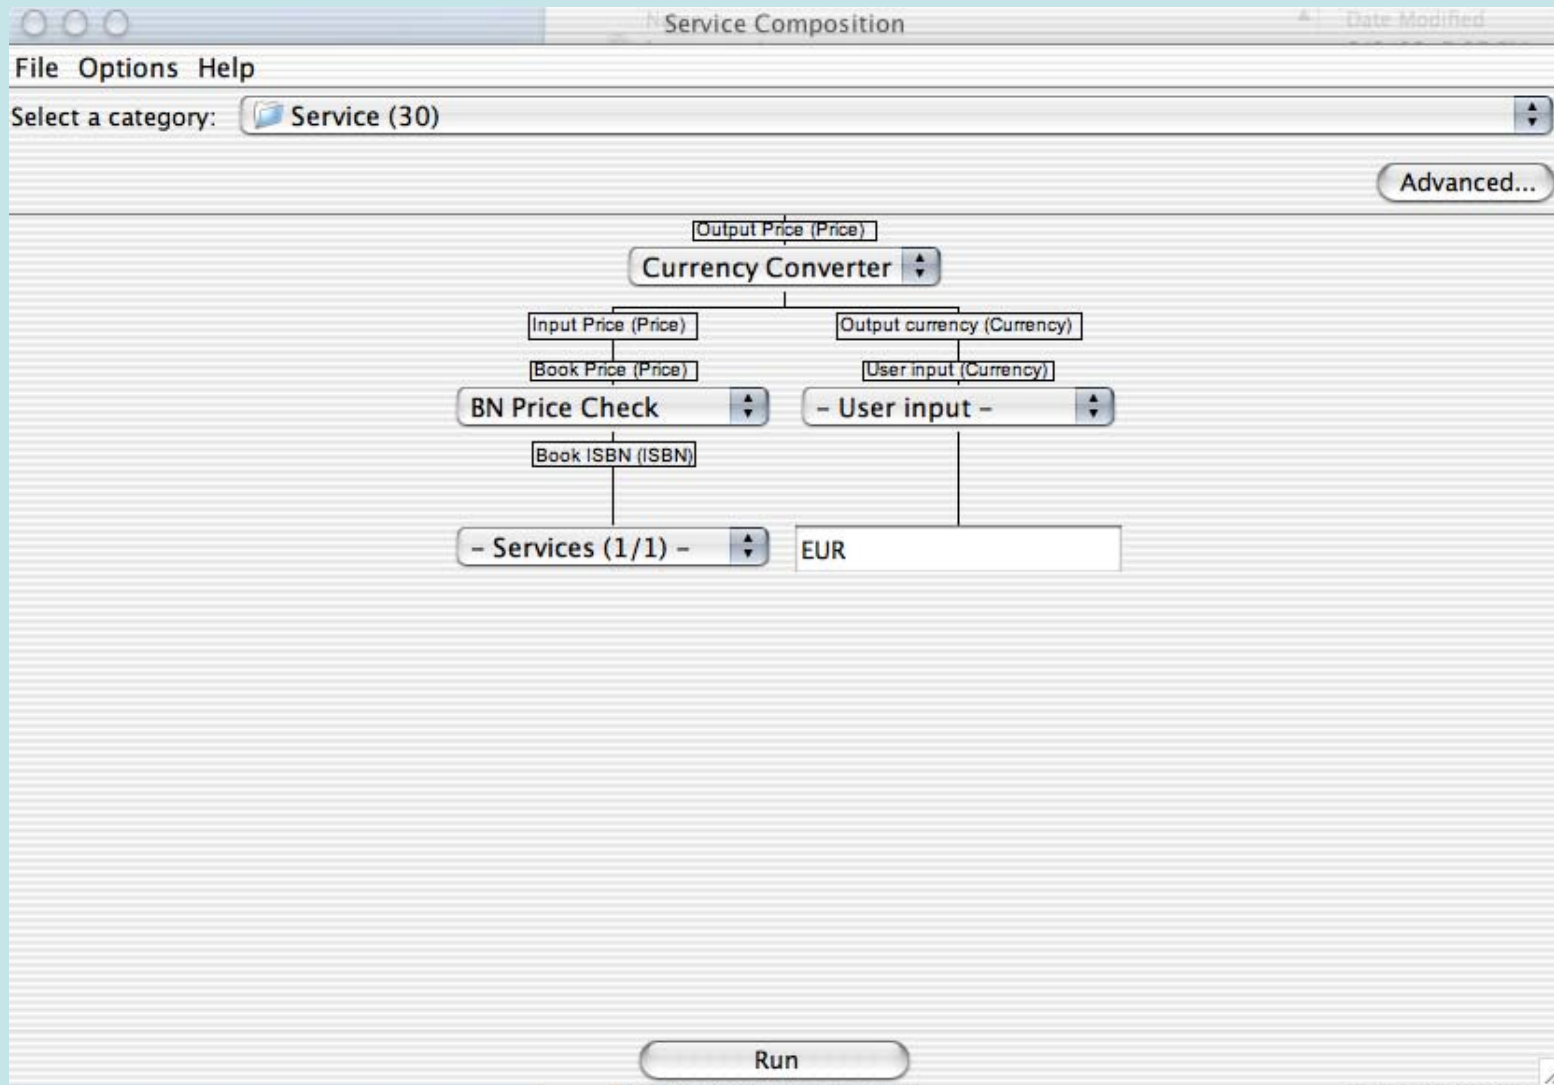 Service Composition
Date Modified
File Options Help
Select a category: Service (30)
Advanced...
Output Price (Price)
Currency Converter
Input Price (Price) Output currency (Currency)
Book Price (Price) User input (Currency)
BN Price Check – User input –
Book ISBN (ISBN)
– Services (1/1) – EUR
Run